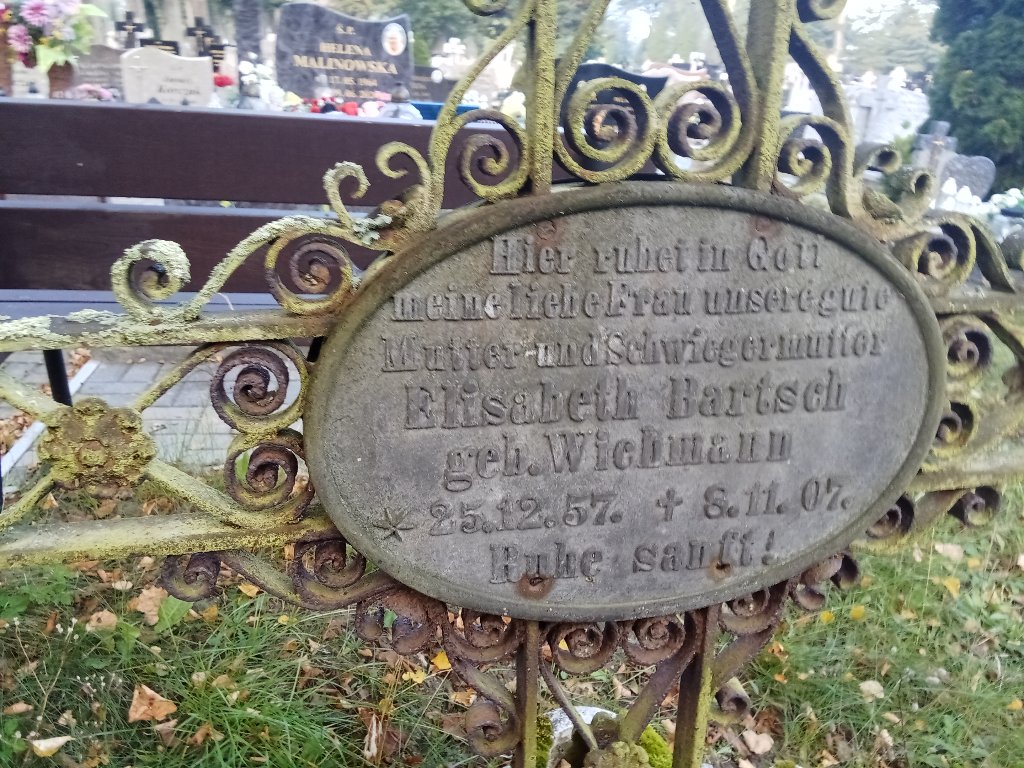 Ś.P.
HELENA
MALINOWSKA
Hier ruhet in Gott
meine liebe Frau unsere gute
Mutter und Schwiegermutter
Elisabeth Bartsch
geb. Wichmann
* 25.12.57. † 8.11.07.
Ruhe sanft!